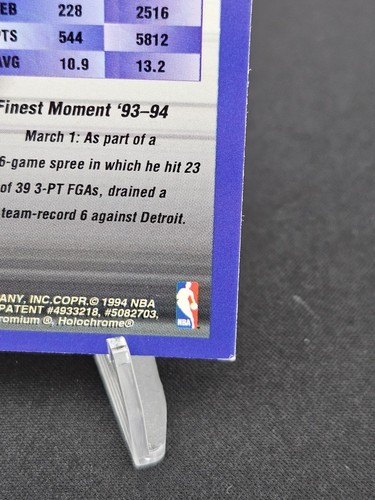 EB 228 2516
TS 544 5812
AVG 10.9 13.2
Finest Moment '93–94
March 1: As part of a
6-game spree in which he hit 23
of 39 3-PT FGAs, drained a
team-record 6 against Detroit.
ANY, INC.COPR.© 1994 NBA
PATENT #4933218, #5082703,
romium ®, Holochrome®
NBA